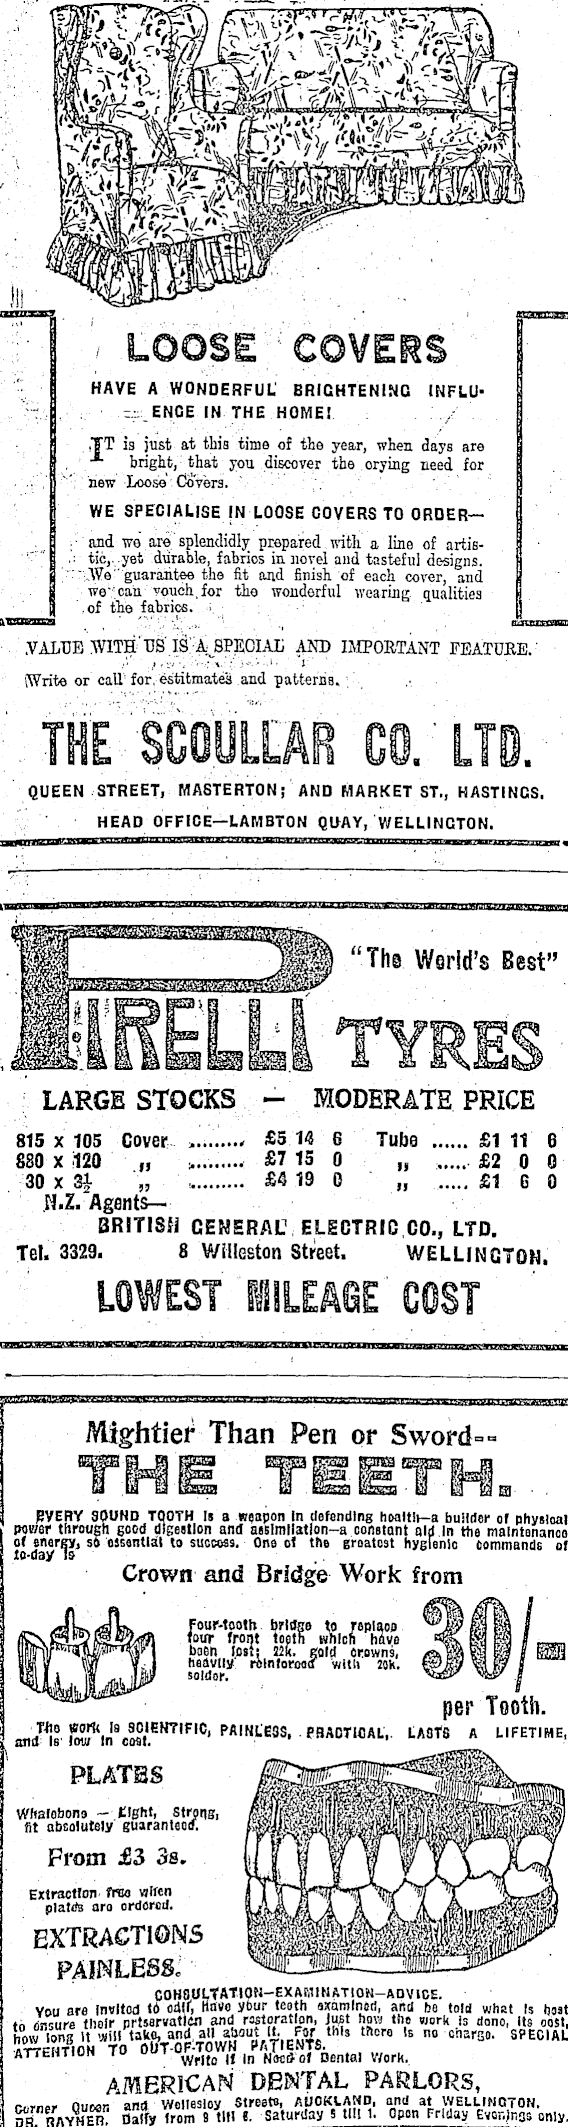 LOOSE COVERS
HAVE A WONDERFUL BRIGHTENING INFLU-
ENCE IN THE HOME!
IT is just at this time of the year, when days are
bright, that you discover the crying need for
new Loose Covers.
WE SPECIALISE IN LOOSE COVERS TO ORDER—
and we are splendidly prepared with a line of artis-
tic, yet durable, fabrics in novel and tasteful designs.
We guarantee the fit and finish of each cover, and
we can vouch for the wonderful wearing qualities
of the fabrics.
VALUE WITH US IS A SPECIAL AND IMPORTANT FEATURE.
Write or call for estitmates and patterns.
THE SCOULLAR CO. LTD.
QUEEN STREET, MASTERTON; AND MARKET ST., HASTINGS.
HEAD OFFICE—LAMBTON QUAY, WELLINGTON.
"The World's Best"
PIRELLI TYRES
LARGE STOCKS — MODERATE PRICE
815 x 105 Cover ......... £5 14 6 Tube ...... £1 11 6
880 x 120 ,, ......... £7 15 0 ,, ..... £2 0 0
30 x 3½ ,, ......... £4 19 0 ,, ..... £1 6 0
N.Z. Agents—
BRITISH GENERAL ELECTRIC CO., LTD.
Tel. 3329. 8 Willeston Street. WELLINGTON.
LOWEST MILEAGE COST
Mightier Than Pen or Sword--
THE TEETH.
EVERY SOUND TOOTH is a weapon in defending health—a builder of physical
power through good digestion and assimilation—a constant aid in the maintenance
of energy, so essential to success. One of the greatest hygienic commands of
to-day is
Crown and Bridge Work from
Four-tooth bridge to replace
four front teeth which have
been lost; 22k. gold crowns,
heavily reinforced with 20k.
solder.
30/-
per Tooth.
The work is SCIENTIFIC, PAINLESS, PRACTICAL, LASTS A LIFETIME,
and is low in cost.
PLATES
Whalebone — Light, Strong,
fit absolutely guaranteed.
From £3 3s.
Extraction free when
plates are ordered.
EXTRACTIONS
PAINLESS.
CONSULTATION—EXAMINATION—ADVICE.
You are invited to call, have your teeth examined, and be told what is best
to ensure their prtservation and restoration, just how the work is done, its cost,
how long it will take, and all about it. For this there is no charge. SPECIAL
ATTENTION TO OUT-OF-TOWN PATIENTS.
Write if in Need of Dental Work.
AMERICAN DENTAL PARLORS,
Corner Queen and Wellesley Streets, AUCKLAND, and at WELLINGTON.
DR. RAYNER. Daily from 9 till 6. Saturday 9 till 1. Open Friday Evenings only.